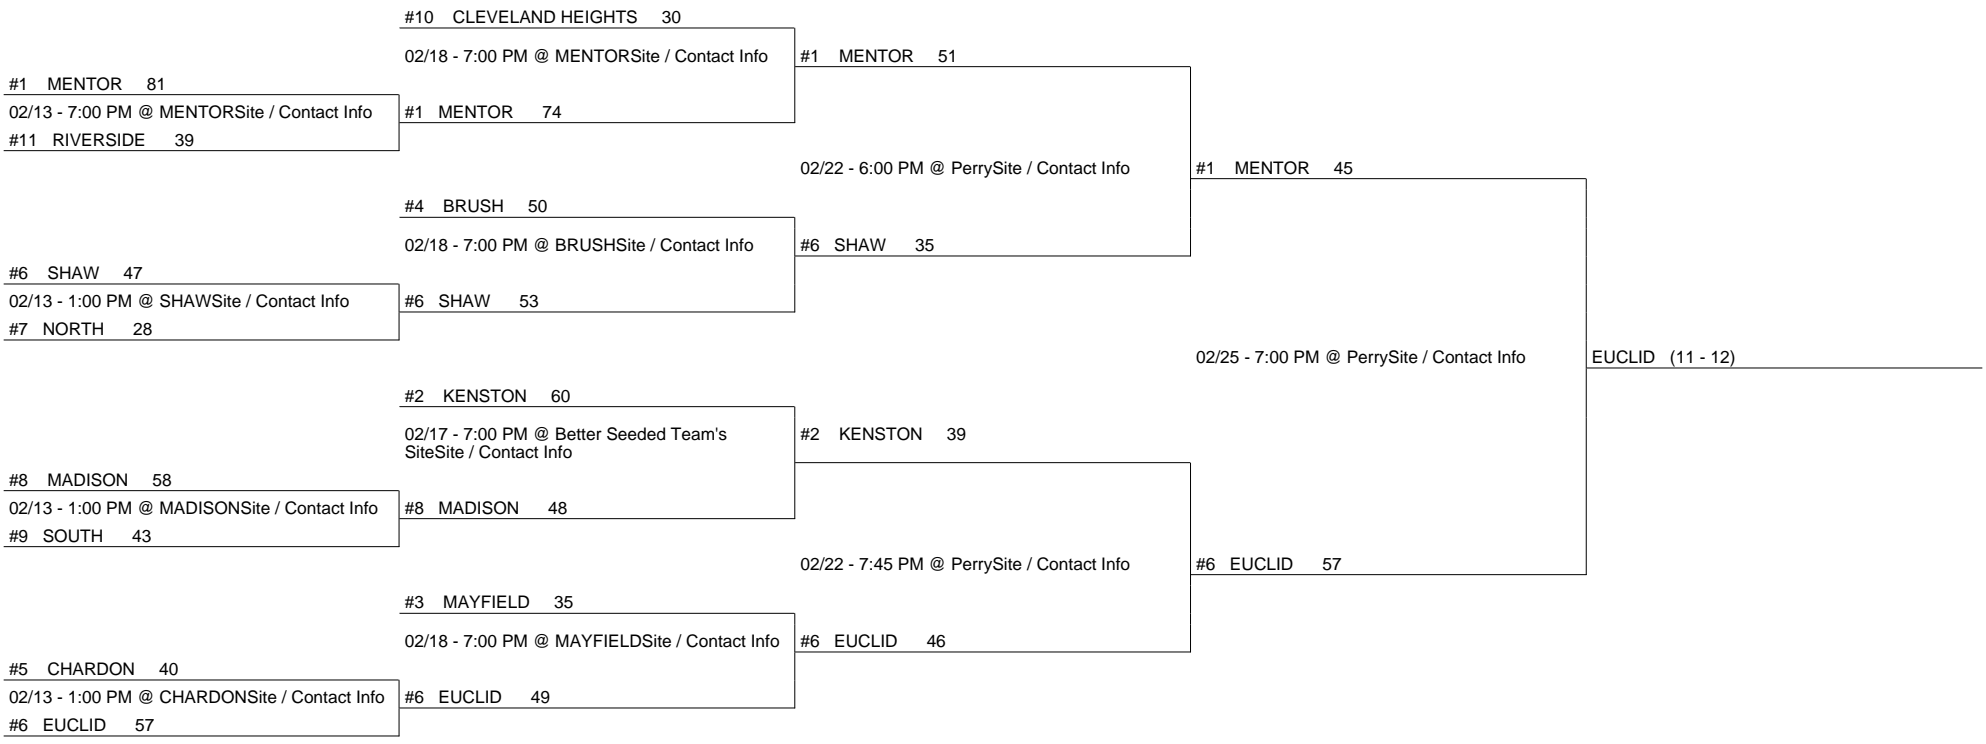 #10 CLEVELAND HEIGHTS 30
02/18 - 7:00 PM @ MENTORSite / Contact Info
#1 MENTOR 51
#1 MENTOR 81
02/13 - 7:00 PM @ MENTORSite / Contact Info
#1 MENTOR 74
#11 RIVERSIDE 39
02/22 - 6:00 PM @ PerrySite / Contact Info
#1 MENTOR 45
#4 BRUSH 50
02/18 - 7:00 PM @ BRUSHSite / Contact Info
#6 SHAW 35
#6 SHAW 47
02/13 - 1:00 PM @ SHAWSite / Contact Info
#6 SHAW 53
#7 NORTH 28
02/25 - 7:00 PM @ PerrySite / Contact Info
EUCLID (11 - 12)
#2 KENSTON 60
02/17 - 7:00 PM @ Better Seeded Team's
SiteSite / Contact Info
#2 KENSTON 39
#8 MADISON 58
02/13 - 1:00 PM @ MADISONSite / Contact Info
#8 MADISON 48
#9 SOUTH 43
02/22 - 7:45 PM @ PerrySite / Contact Info
#6 EUCLID 57
#3 MAYFIELD 35
02/18 - 7:00 PM @ MAYFIELDSite / Contact Info
#6 EUCLID 46
#5 CHARDON 40
02/13 - 1:00 PM @ CHARDONSite / Contact Info
#6 EUCLID 49
#6 EUCLID 57